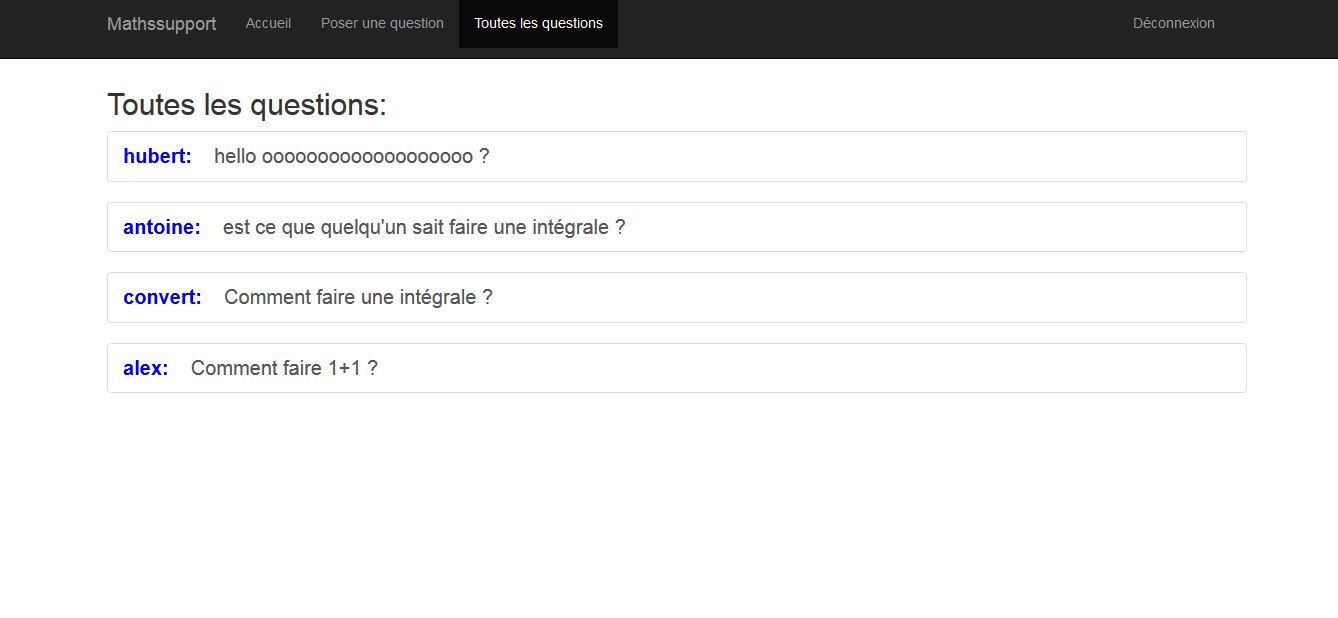 Mathssupport Accueil Poser une question Toutes les questions Déconnexion
Toutes les questions:
hubert: hello ooooooooooooooooooo ?
antoine: est ce que quelqu'un sait faire une intégrale ?
convert: Comment faire une intégrale ?
alex: Comment faire 1+1 ?